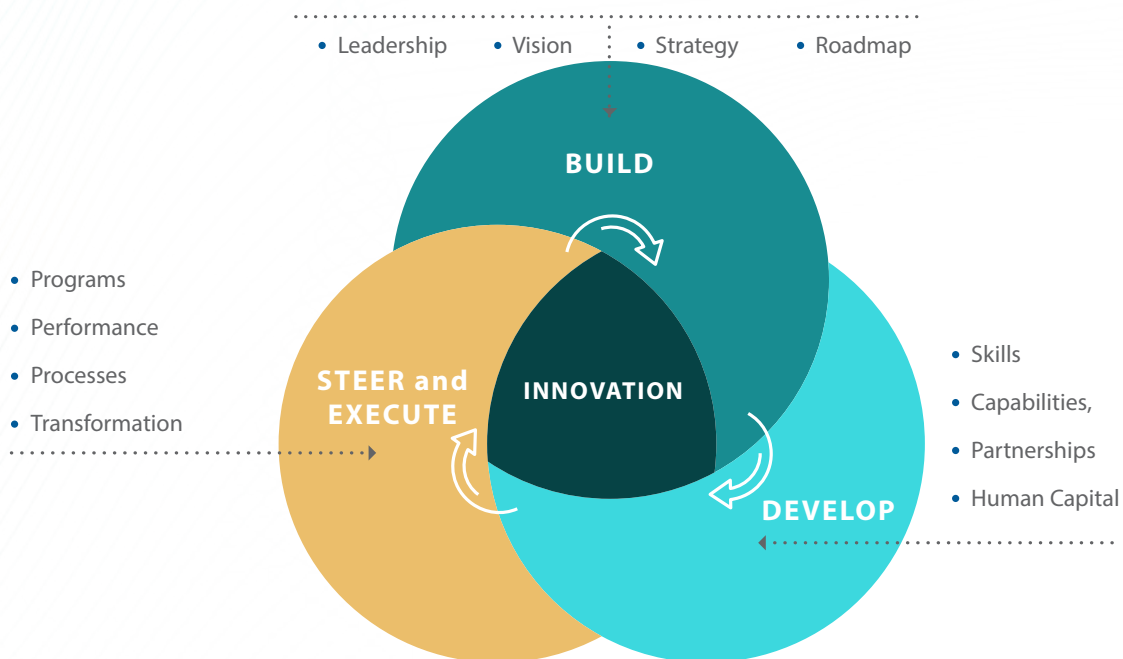 • Leadership • Vision • Strategy • Roadmap
BUILD
• Programs
• Performance
• Processes
• Transformation
STEER and
EXECUTE
INNOVATION
DEVELOP
• Skills
• Capabilities,
• Partnerships
• Human Capital